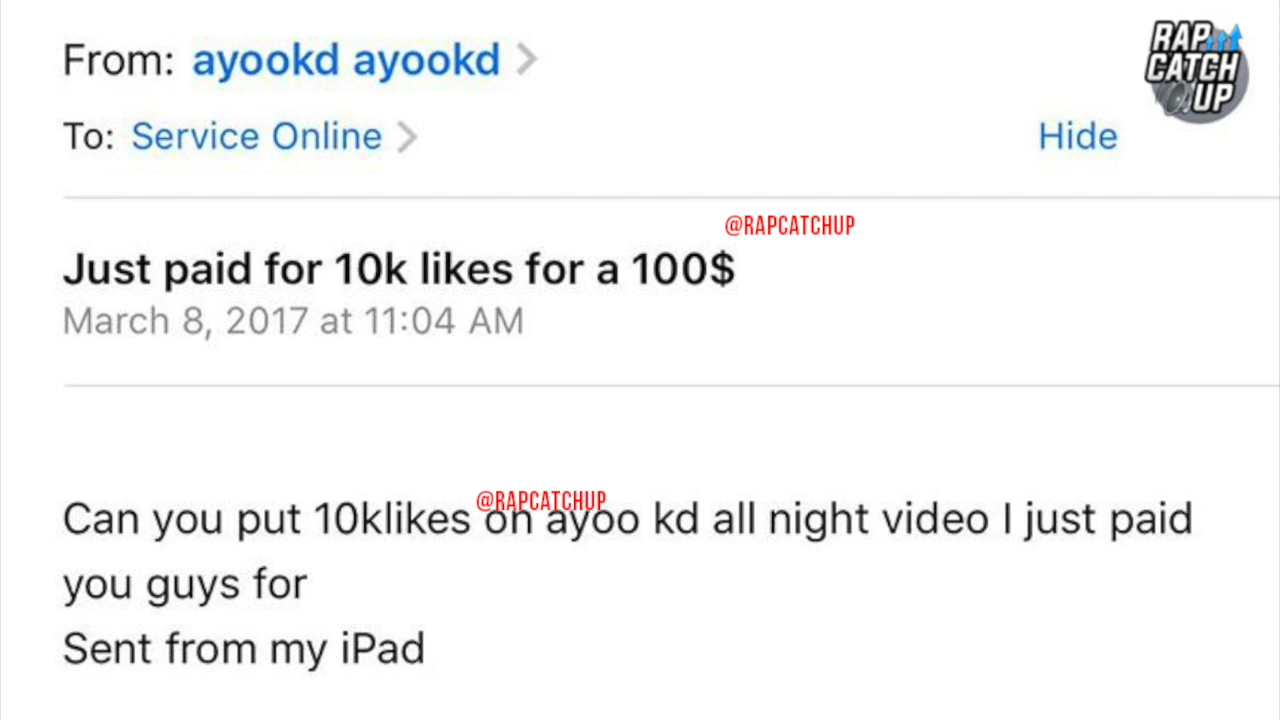 From: ayookd ayookd >
RAP
CATCH
UP
To: Service Online >
Hide
@RAPCATCHUP
Just paid for 10k likes for a 100$
March 8, 2017 at 11:04 AM
@RAPCATCHUP
Can you put 10klikes on ayoo kd all night video I just paid
you guys for
Sent from my iPad